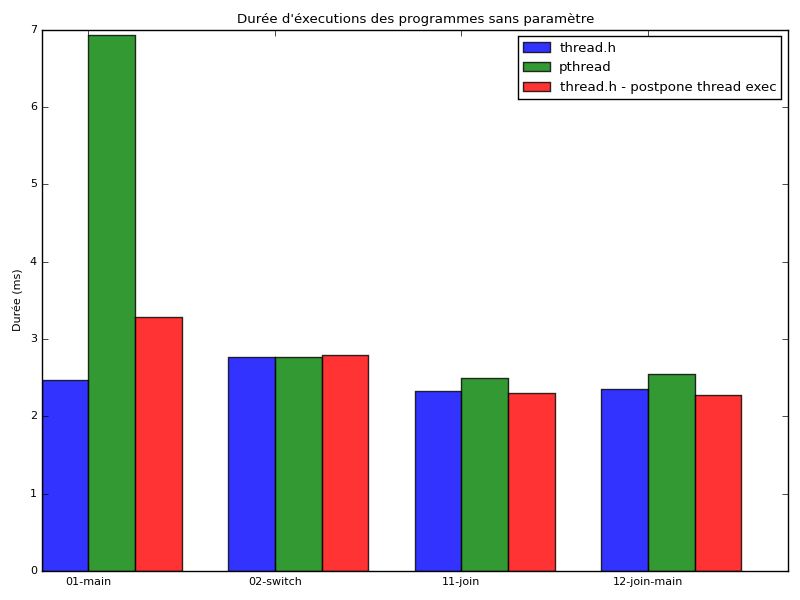 Durée d'éxecutions des programmes sans paramètre
thread.h
pthread
thread.h - postpone thread exec
Durée (ms)
7
6
5
4
3
2
1
0
01-main
02-switch
11-join
12-join-main